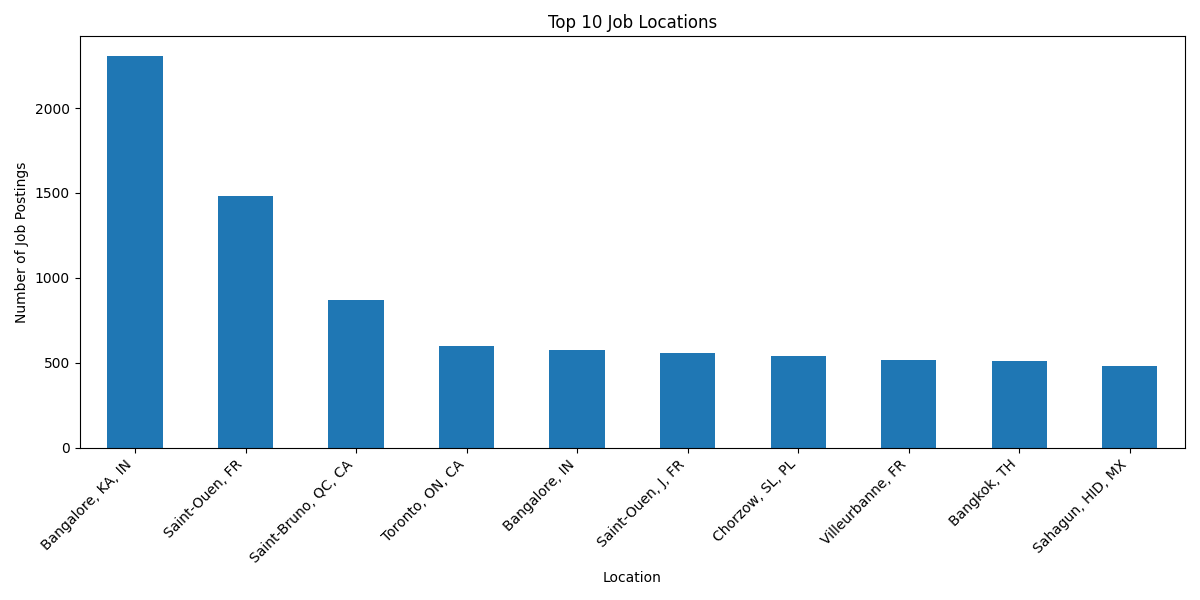 Top 10 Job Locations
Number of Job Postings
2000
1500
1000
500
0
Bangalore, KA, IN
Saint-Ouen, FR
Saint-Bruno, QC, CA
Toronto, ON, CA
Bangalore, IN
Saint-Ouen, J, FR
Chorzow, SL, PL
Villeurbanne, FR
Bangkok, TH
Sahagun, HID, MX
Location